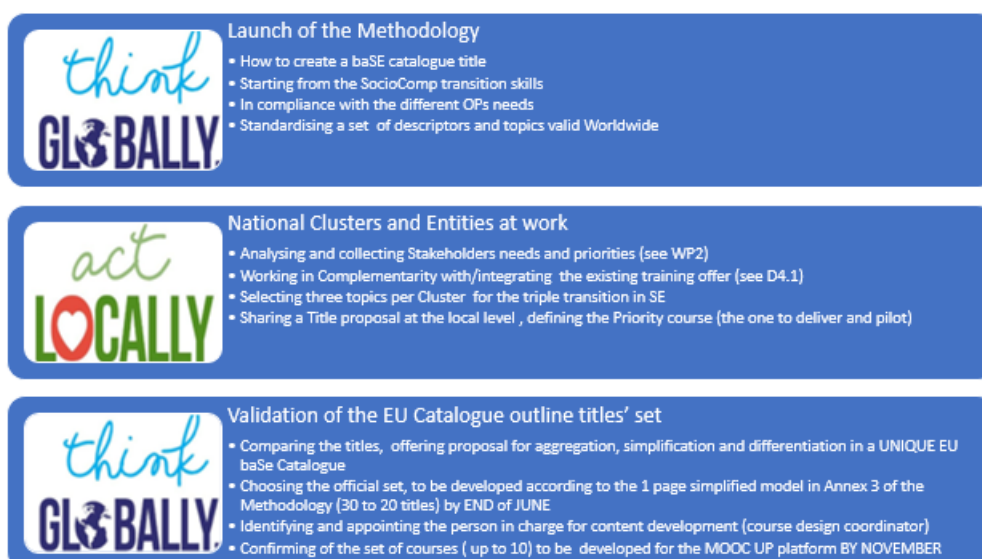 think
GLOBALLY
Launch of the Methodology
• How to create a baSE catalogue title
• Starting from the SocioComp transition skills
• In compliance with the different OPs needs
• Standardising a set of descriptors and topics valid Worldwide
act
LOCALLY
National Clusters and Entities at work
• Analysing and collecting Stakeholders needs and priorities (see WP2)
• Working in Complementarity with/integrating the existing training offer (see D4.1)
• Selecting three topics per Cluster for the triple transition in SE
• Sharing a Title proposal at the local level , defining the Priority course (the one to deliver and pilot)
think
GLOBALLY
Validation of the EU Catalogue outline titles' set
• Comparing the titles, offering proposal for aggregation, simplification and differentiation in a UNIQUE EU
baSe Catalogue
• Choosing the official set, to be developed according to the 1 page simplified model in Annex 3 of the
Methodology (30 to 20 titles) by END of JUNE
• Identifying and appointing the person in charge for content development (course design coordinator)
• Confirming of the set of courses ( up to 10) to be developed for the MOOC UP platform BY NOVEMBER